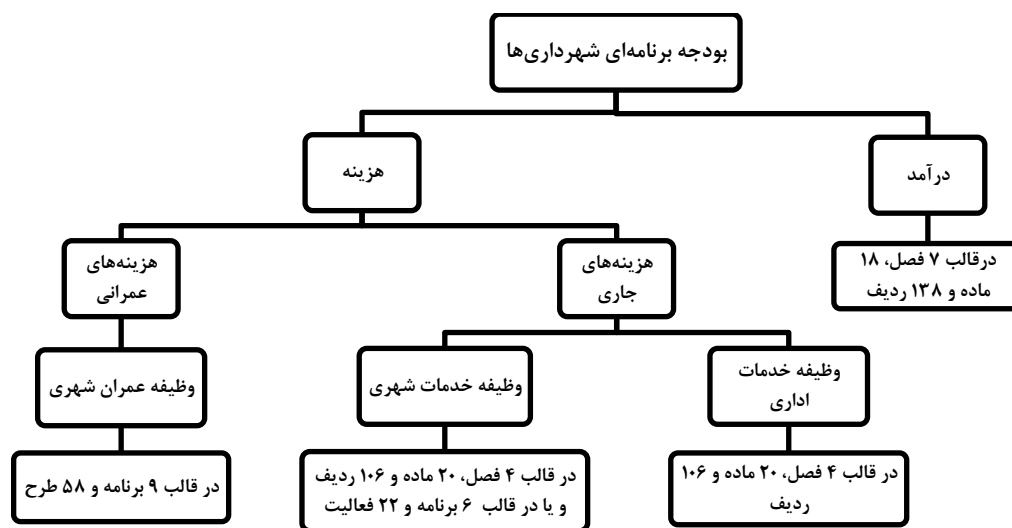 بودجه برنامه‌ای شهرداری‌ها
درآمد
هزینه
درقالب ۷ فصل، ۱۸
ماده و ۱۳۸ ردیف
هزینه‌های
جاری
هزینه‌های
عمرانی
وظیفه خدمات
اداری
وظیفه خدمات شهری
وظیفه عمران شهری
در قالب ۴ فصل، ۲۰ ماده و ۱۰۶
ردیف
در قالب ۴ فصل، ۲۰ ماده و ۱۰۶ ردیف
و یا در قالب ۶ برنامه و ۲۲ فعالیت
در قالب ۹ برنامه و ۵۸ طرح